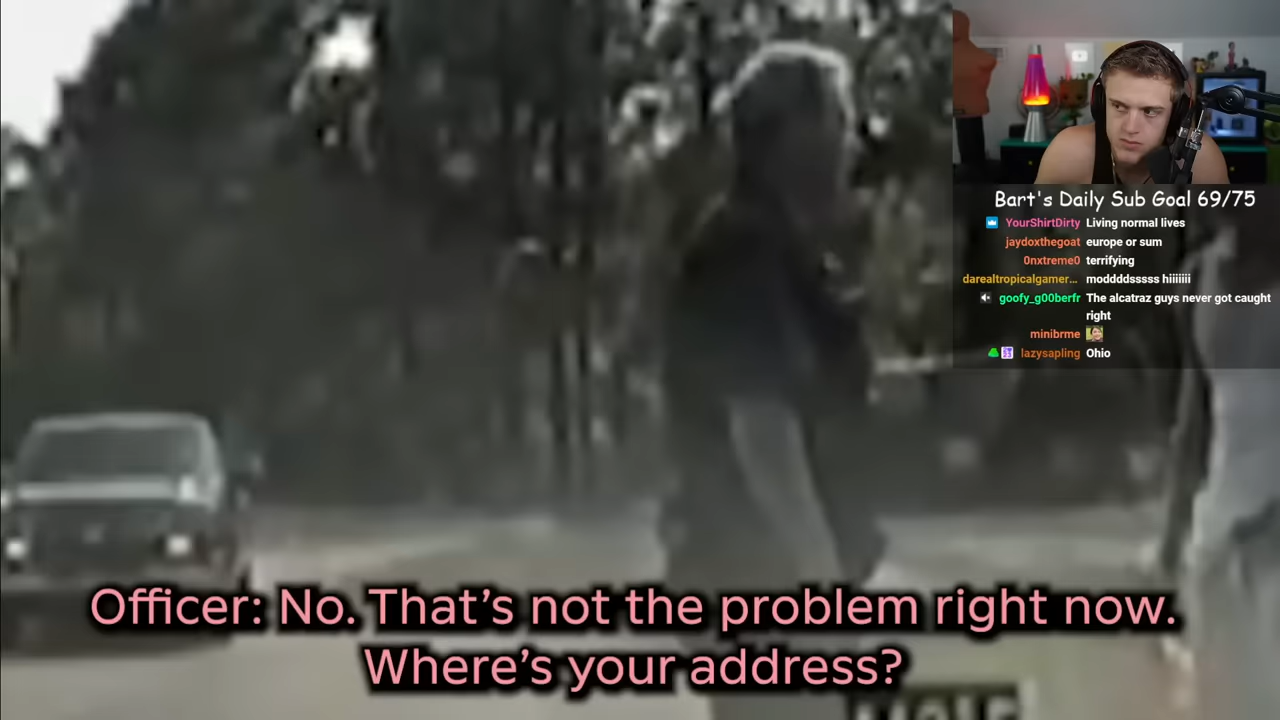 Bart's Daily Sub Goal 69/75
YourShirtDirty Living normal lives
jaydoxthegoat europe or sum
0nxtreme0 terrifying
darealtropicalgamer... moddddsssss hiiiiiii
goofy_g00berfr The alcatraz guys never got caught
right
minibrme
lazysapling Ohio
Officer: No. That's not the problem right now.
Where's your address?